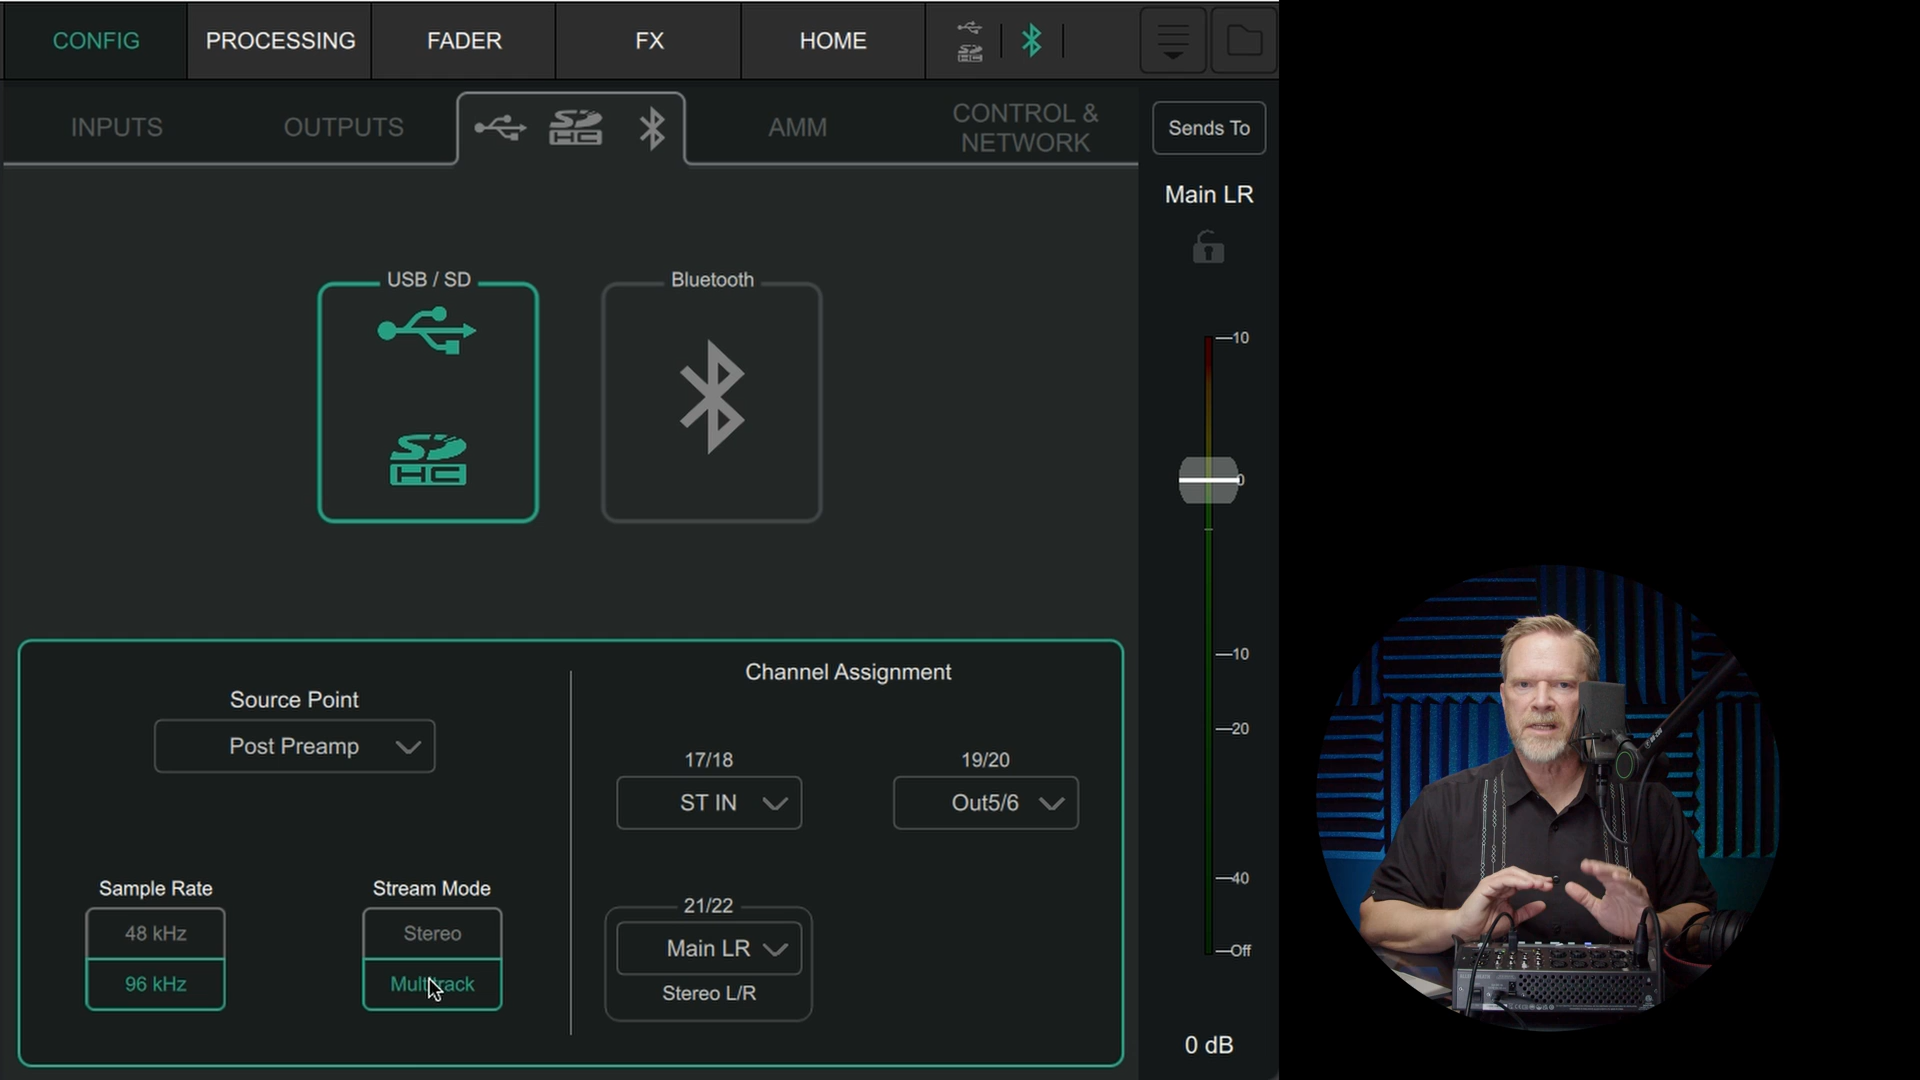 CONFIG
PROCESSING
FADER
FX
HOME
INPUTS
OUTPUTS
AMM
CONTROL &
NETWORK
Sends To
Main LR
USB / SD
Bluetooth
10
0
10
20
40
Off
0 dB
Source Point
Post Preamp
Sample Rate
48 kHz
96 kHz
Stream Mode
Stereo
Multitrack
Channel Assignment
17/18
ST IN
19/20
Out5/6
21/22
Main LR
Stereo L/R